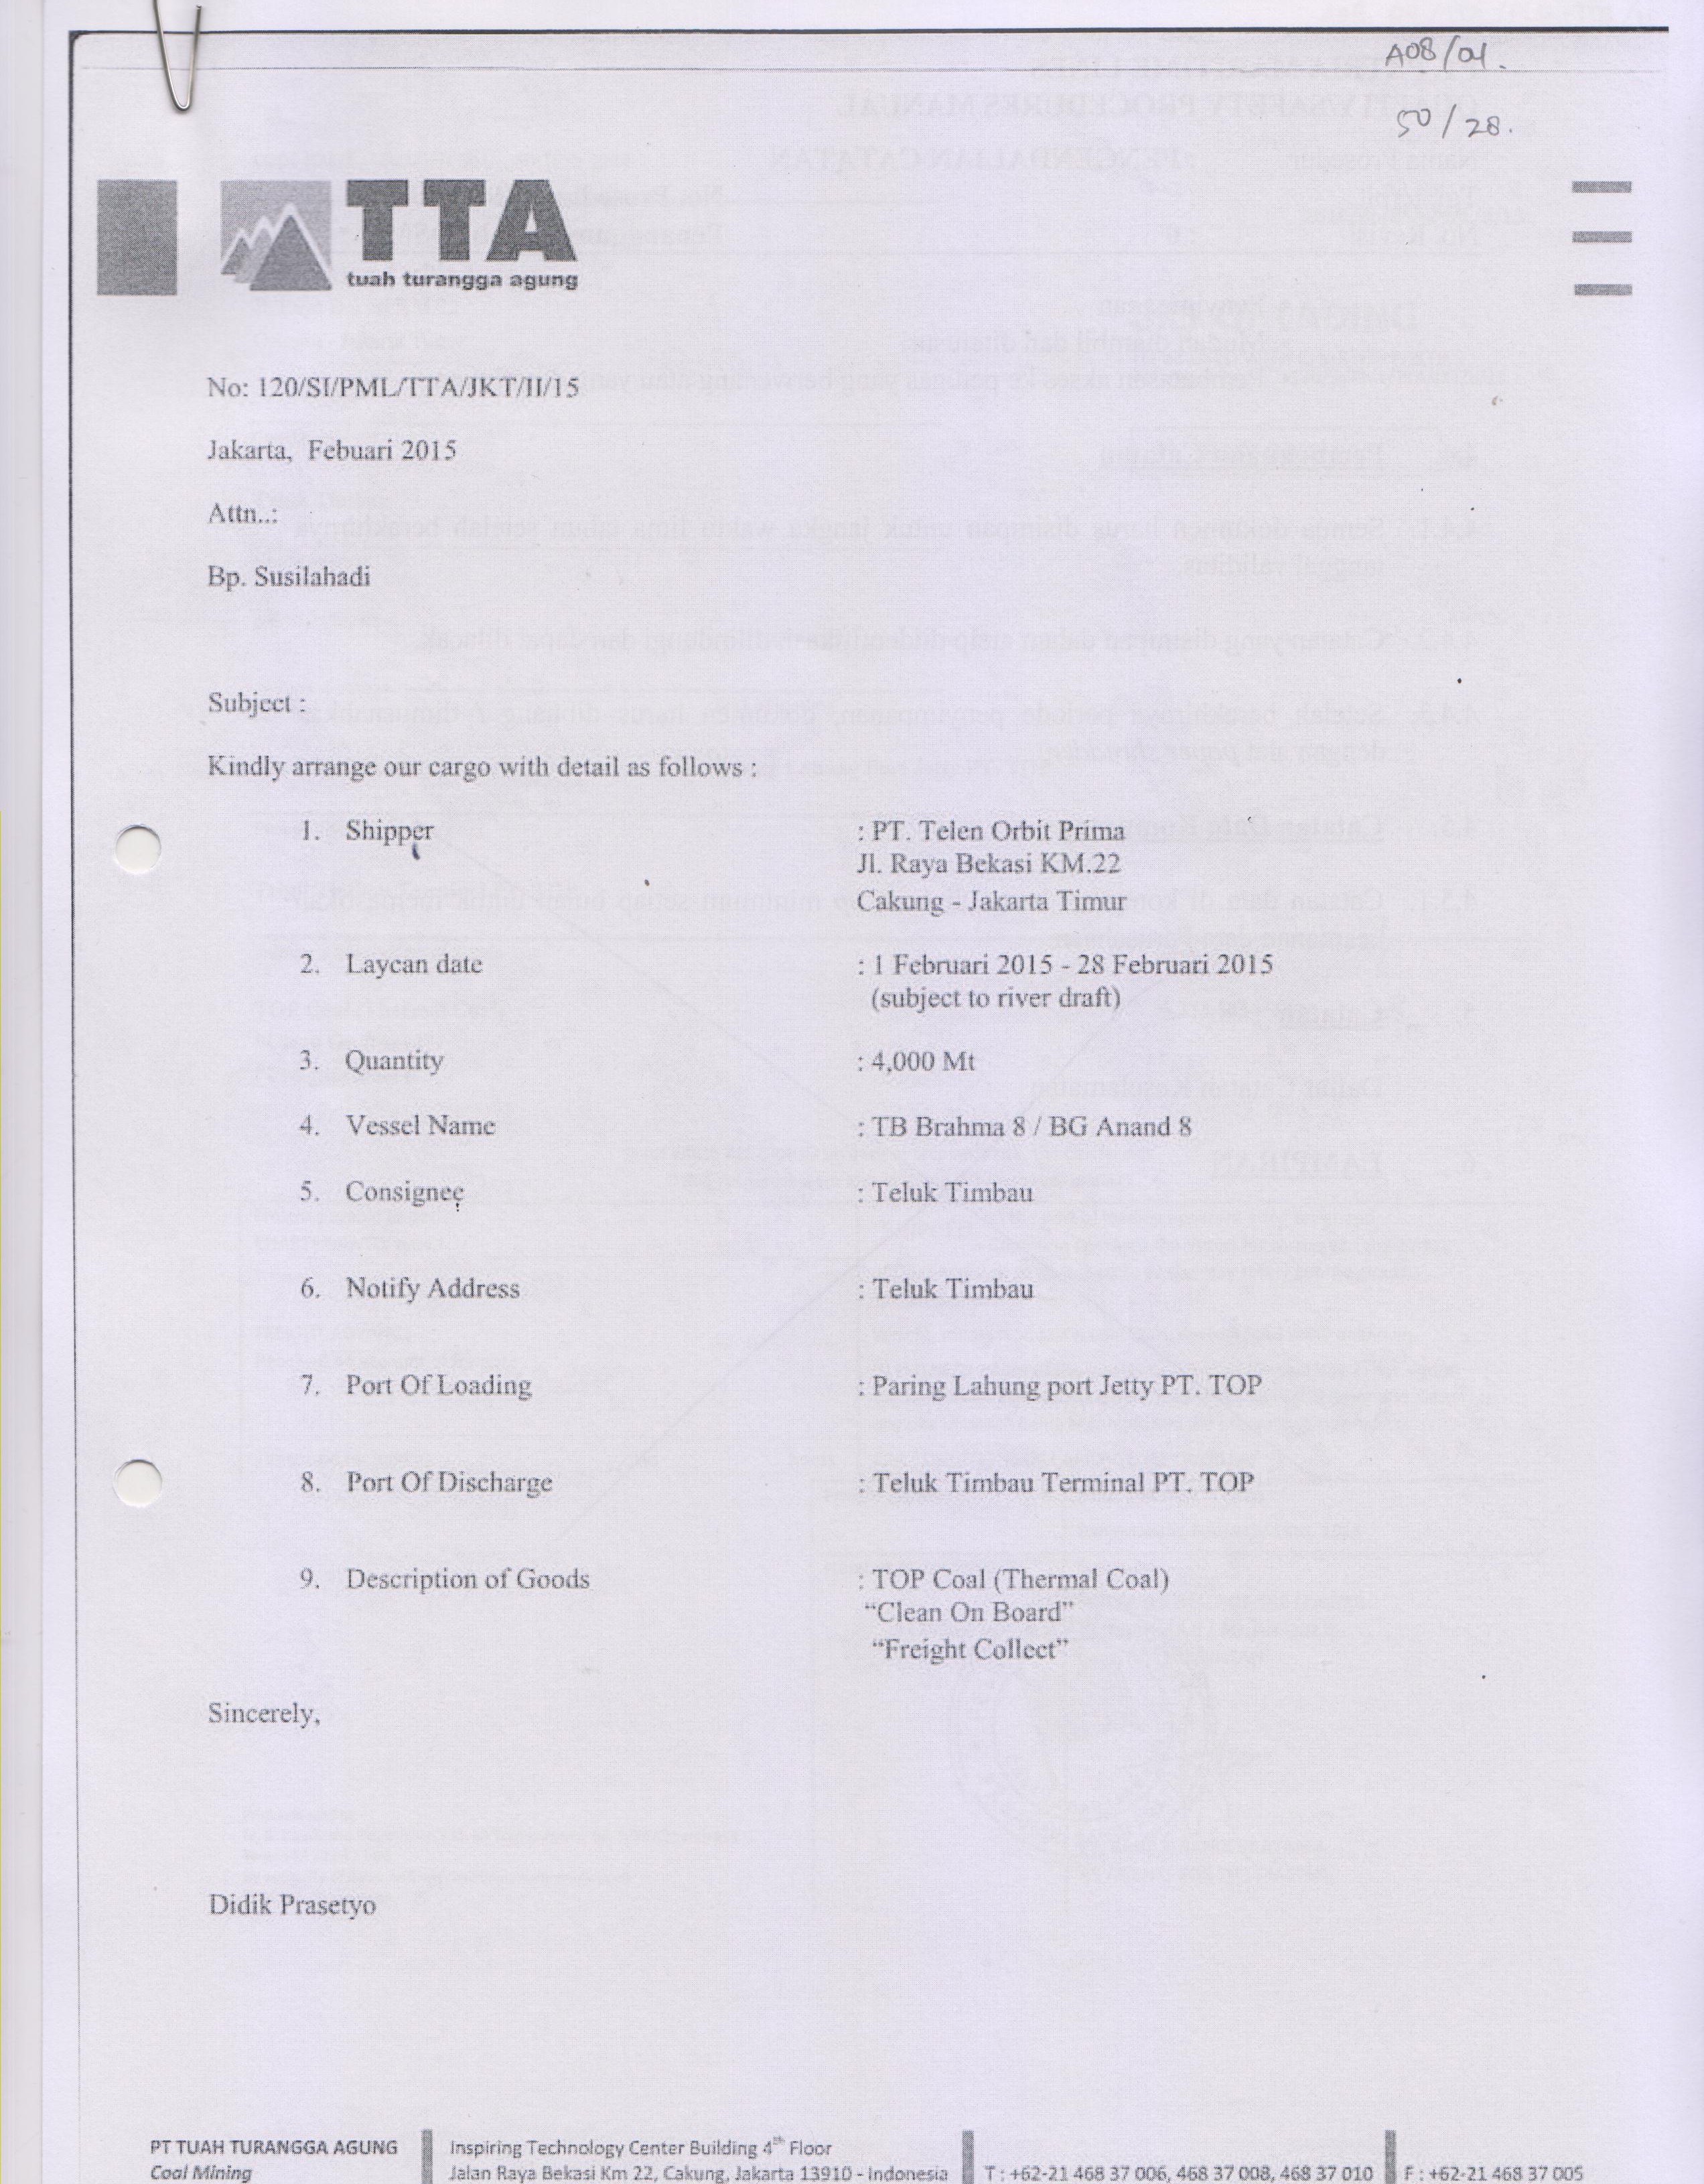 A08/01.
50/28.
TTA
tuah turangga agung
No: 120/SI/PML/TTA/JKT/II/15
Jakarta, Febuari 2015
Attn..:
Bp. Susilahadi
Subject :
Kindly arrange our cargo with detail as follows :
1. Shipper : PT. Telen Orbit Prima
Jl. Raya Bekasi KM.22
Cakung - Jakarta Timur
2. Laycan date : 1 Februari 2015 - 28 Februari 2015
(subject to river draft)
3. Quantity : 4,000 Mt
4. Vessel Name : TB Brahma 8 / BG Anand 8
5. Consignee : Teluk Timbau
6. Notify Address : Teluk Timbau
7. Port Of Loading : Paring Lahung port Jetty PT. TOP
8. Port Of Discharge : Teluk Timbau Terminal PT. TOP
9. Description of Goods : TOP Coal (Thermal Coal)
“Clean On Board”
“Freight Collect”
Sincerely,
Didik Prasetyo
PT TUAH TURANGGA AGUNG
Coal Mining
Inspiring Technology Center Building 4th Floor
Jalan Raya Bekasi Km 22, Cakung, Jakarta 13910 - Indonesia
T : +62-21 468 37 006, 468 37 008, 468 37 010
F : +62-21 468 37 005